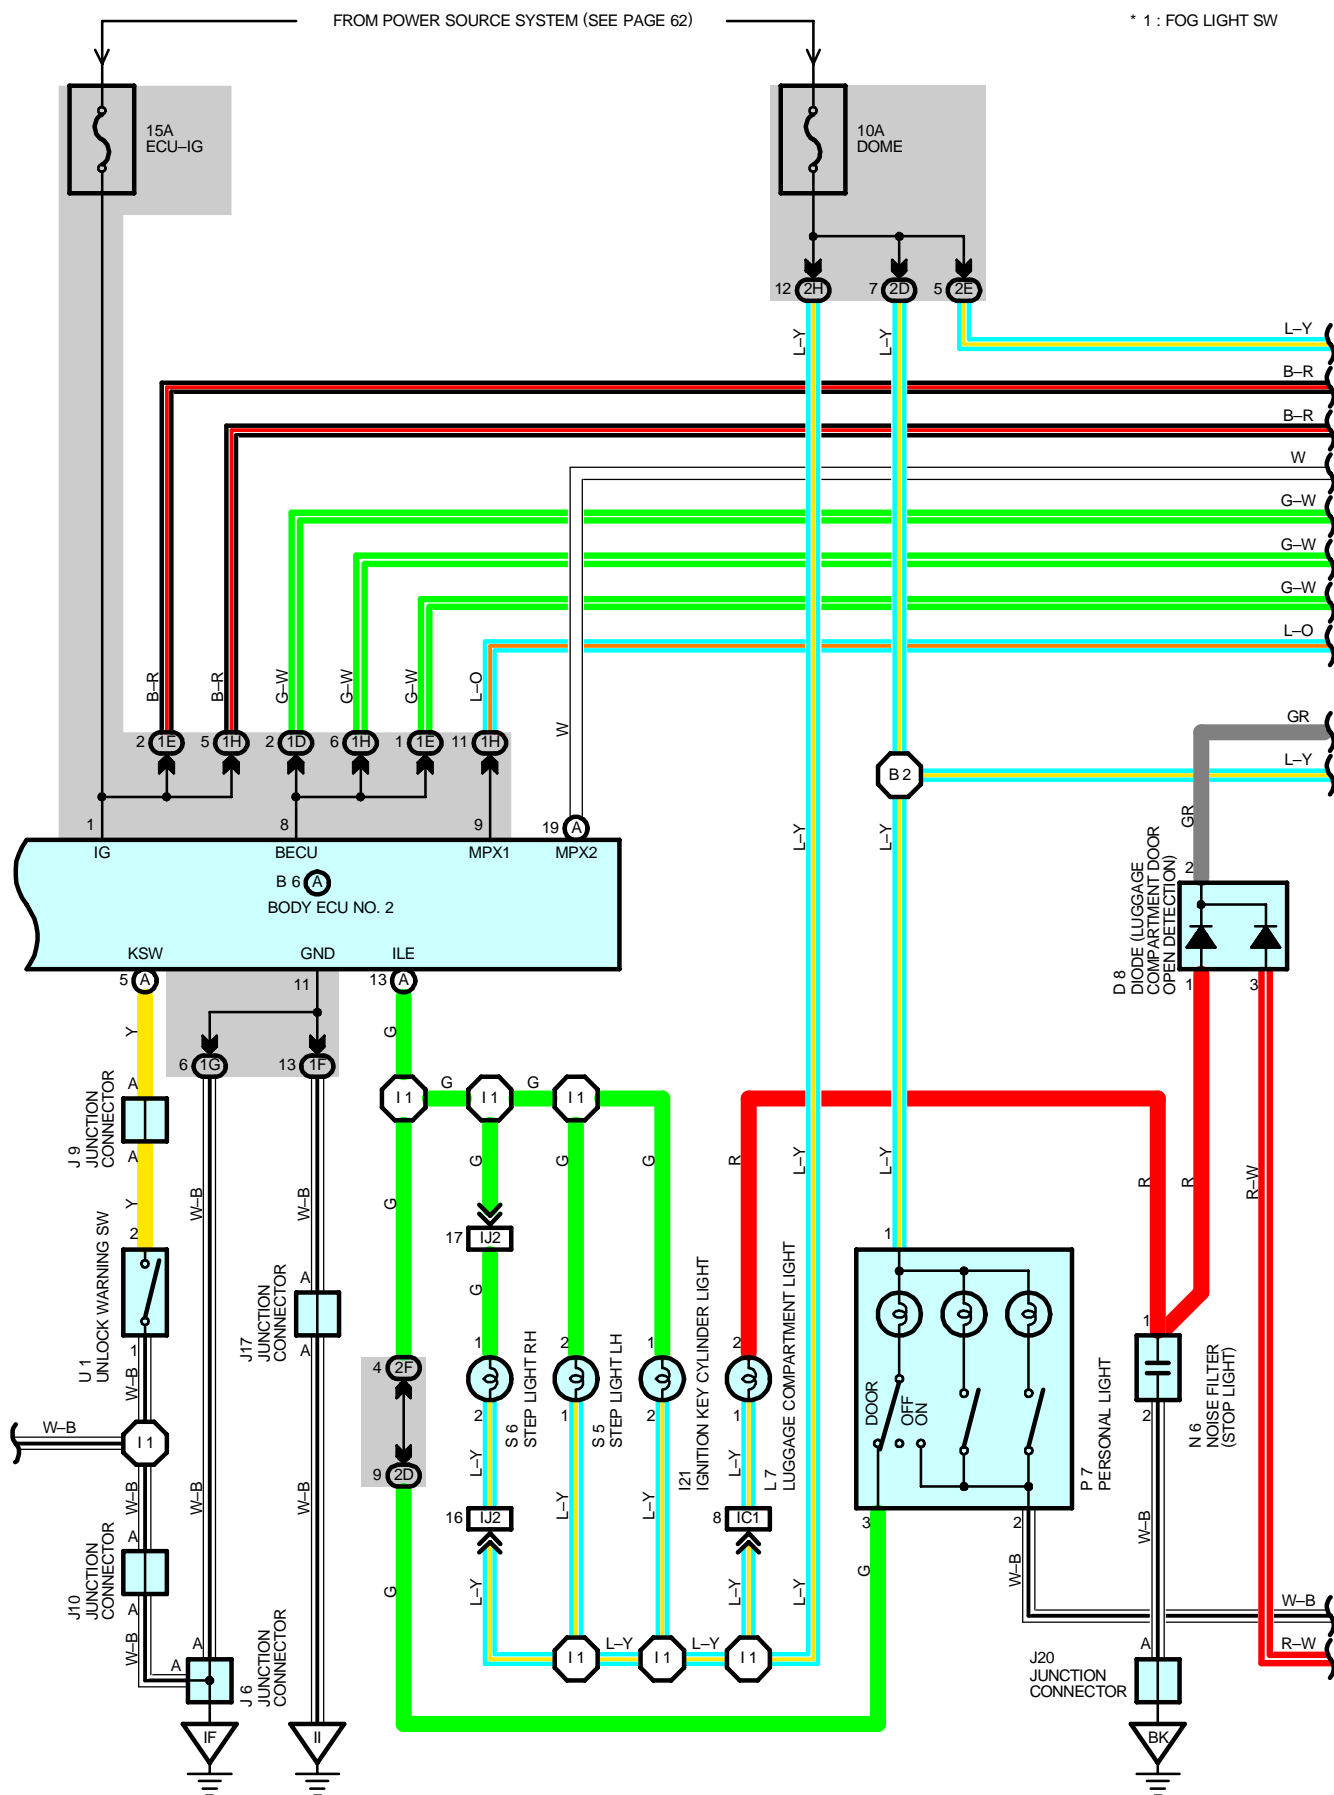 FROM POWER SOURCE SYSTEM (SEE PAGE 62)
* 1 : FOG LIGHT SW
15A
ECU–IG
10A
DOME
12 2H
7 2D
5 2E
L–Y
L–Y
L–Y
B–R
B–R
W
G–W
G–W
G–W
L–O
B–R
B–R
G–W
G–W
G–W
L–O
W
2 1E
5 1H
2 1D
6 1H
1 1E
11 1H
GR
L–Y
B 2
1
8
9
19 A
IG
BECU
MPX1
MPX2
B 6 A
BODY ECU NO. 2
KSW
GND
ILE
L–Y
L–Y
GR
2
D 8
DIODE (LUGGAGE
COMPARTMENT DOOR
OPEN DETECTION)
1
3
5 A
11
13 A
Y
G
6 1G
13 1F
A
J 9
JUNCTION
CONNECTOR
A
I 1
G
I 1
G
I 1
Y
W–B
W–B
G
G
G
G
R
L–Y
L–Y
R
R
R–W
2
U 1
UNLOCK WARNING SW
1
17 IJ2
G
A
J17
JUNCTION
CONNECTOR
A
W–B
4 2F
9 2D
1
2
S 6
STEP LIGHT RH
2
1
S 5
STEP LIGHT LH
1
2
I21
IGNITION KEY CYLINDER LIGHT
2
1
L 7
LUGGAGE COMPARTMENT LIGHT
1
DOOR
OFF
ON
P 7
PERSONAL LIGHT
3
2
1
2
N 6
NOISE FILTER
(STOP LIGHT)
W–B
I 1
W–B
W–B
W–B
L–Y
L–Y
L–Y
L–Y
16 IJ2
8 IC1
A
J10
JUNCTION
CONNECTOR
A
W–B
G
L–Y
L–Y
G
W–B
W–B
W–B
R–W
I 1
L–Y
I 1
L–Y
I 1
A
A
J 6
JUNCTION
CONNECTOR
A
J20
JUNCTION
CONNECTOR
IF
II
BK